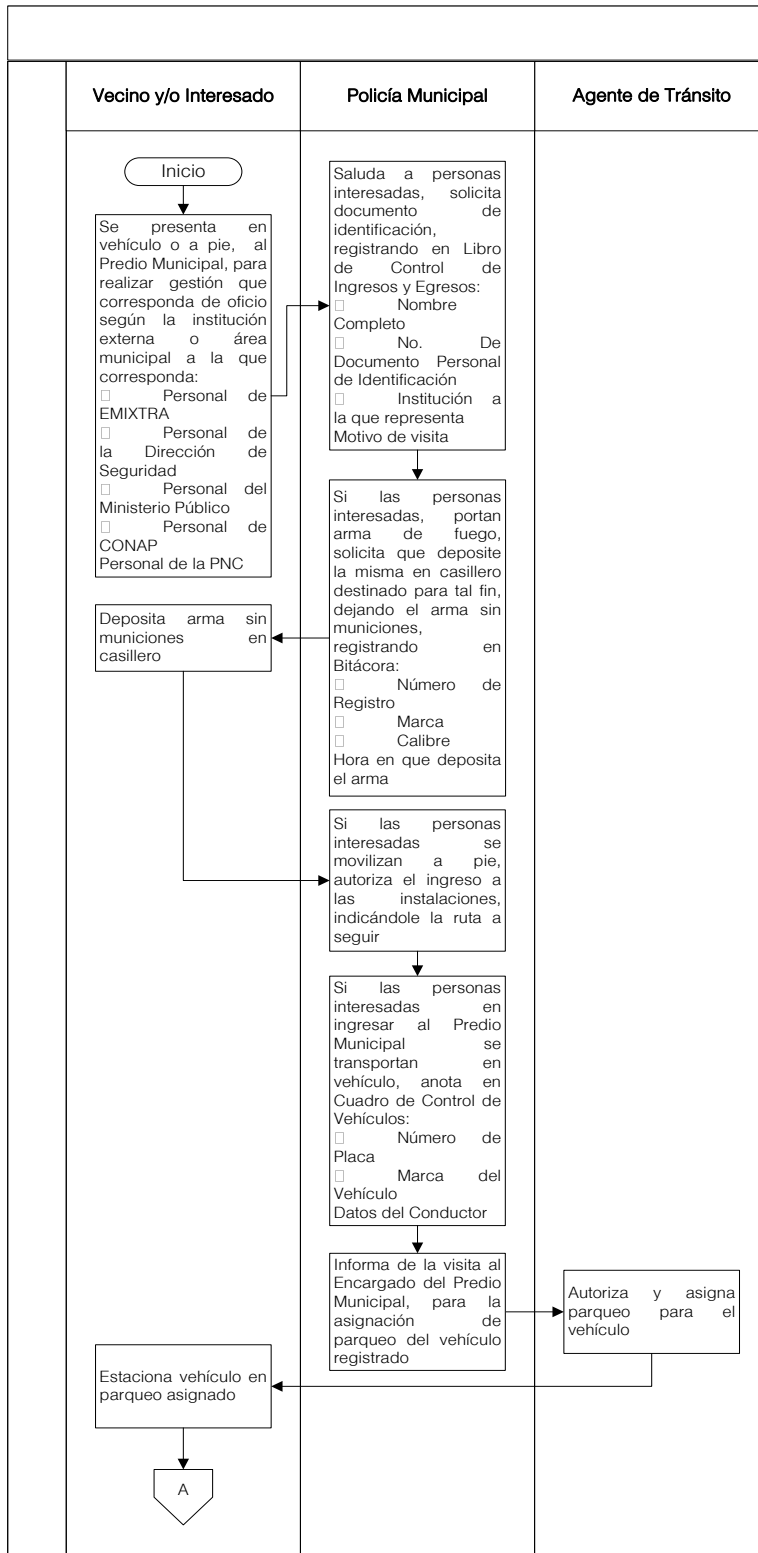 Vecino y/o Interesado
Policía Municipal
Agente de Tránsito
Inicio
Se presenta en
vehículo o a pie, al
Predio Municipal, para
realizar gestión que
corresponda de oficio
según la institución
externa o área
municipal a la que
corresponda:
Personal de
EMIXTRA
Personal de
la Dirección de
Seguridad
Personal del
Ministerio Público
Personal de
CONAP
Personal de la PNC
Saluda a personas
interesadas, solicita
documento de
identificación,
registrando en Libro
de Control de
Ingresos y Egresos:
Nombre
Completo
No. De
Documento Personal
de Identificación
Institución a
la que representa
Motivo de visita
Si las personas
interesadas, portan
arma de fuego,
solicita que deposite
la misma en casillero
destinado para tal fin,
dejando el arma sin
municiones,
registrando en
Bitácora:
Número de
Registro
Marca
Calibre
Hora en que deposita
el arma
Deposita arma sin
municiones en
casillero
Si las personas
interesadas se
movilizan a pie,
autoriza el ingreso a
las instalaciones,
indicándole la ruta a
seguir
Si las personas
interesadas en
ingresar al Predio
Municipal se
transportan en
vehículo, anota en
Cuadro de Control de
Vehículos:
Número de
Placa
Marca del
Vehículo
Datos del Conductor
Informa de la visita al
Encargado del Predio
Municipal, para la
asignación de
parqueo del vehículo
registrado
Autoriza y asigna
parqueo para el
vehículo
Estaciona vehículo en
parqueo asignado
A